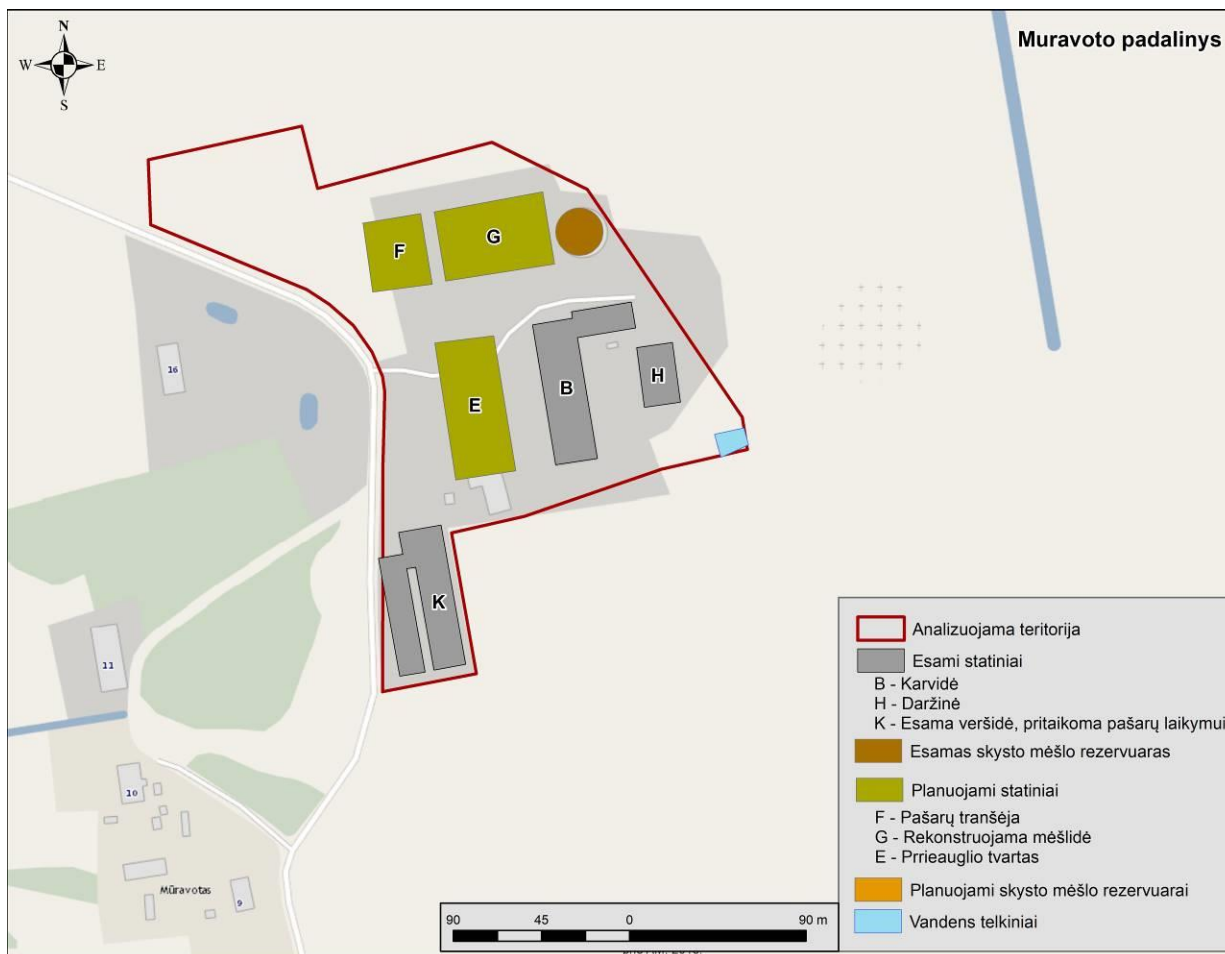 N
W E
S
Muravoto padalinys
F
G
E
B
H
K
16
11
10
9
Mūravotas
Analizuojama teritorija
Esami statiniai
B - Karvidė
H - Daržinė
K - Esama veršidė, pritaikoma pašarų laikymui
Esamas skysto mėšlo rezervuaras
Planuojami statiniai
F - Pašarų tranšėja
G - Rekonstruojama mėšlidė
E - Prrieauglio tvartas
Planuojami skysto mėšlo rezervuarai
Vandens telkiniai
90 45 0 90 m